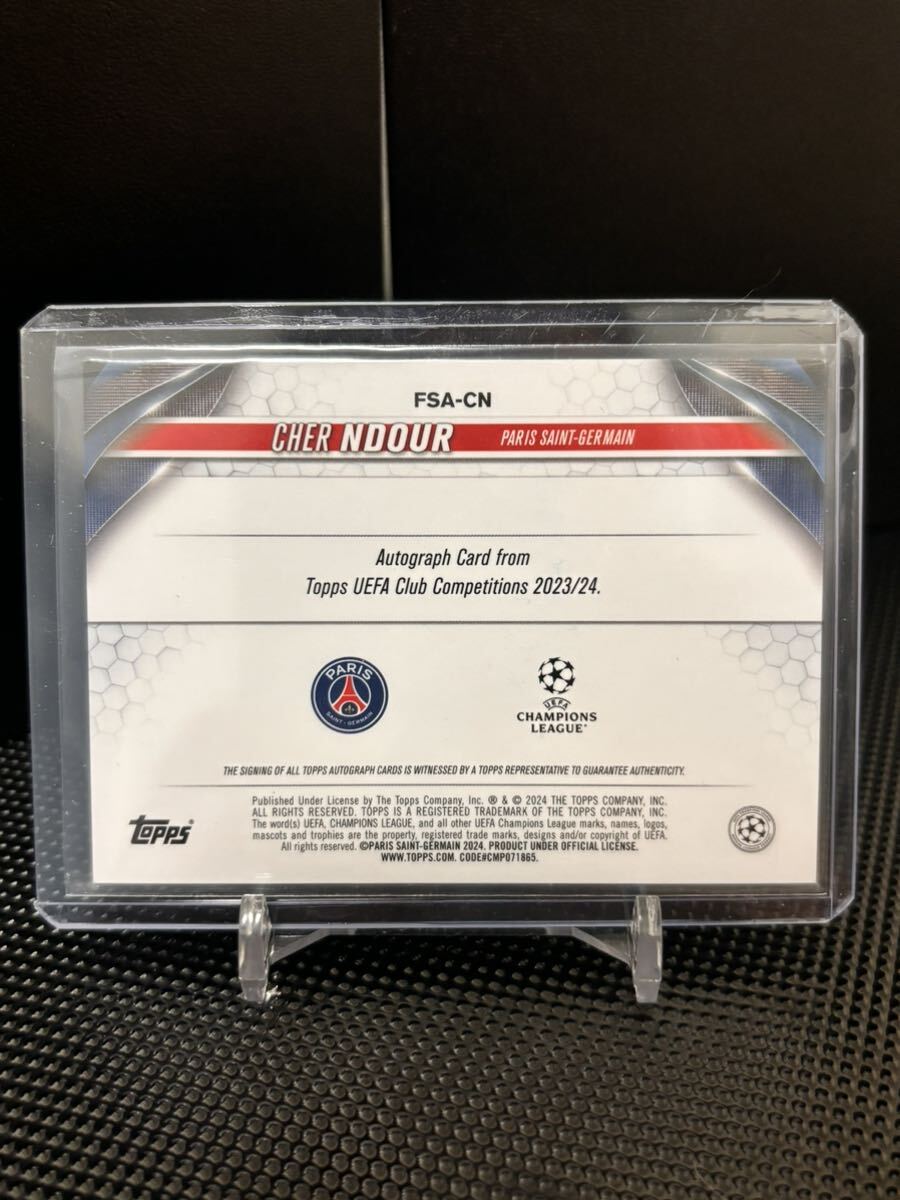 FSA-CN
CHER NDOUR PARIS SAINT-GERMAIN
Autograph Card from
Topps UEFA Club Competitions 2023/24.
PARIS
SAINT-GERMAIN
UEFA
CHAMPIONS
LEAGUE®
THE SIGNING OF ALL TOPPS AUTOGRAPH CARDS IS WITNESSED BY A TOPPS REPRESENTATIVE TO GUARANTEE AUTHENTICITY.
topps®
Published Under License by The Topps Company, Inc. ® & © 2024 THE TOPPS COMPANY, INC.
ALL RIGHTS RESERVED. TOPPS IS A REGISTERED TRADEMARK OF THE TOPPS COMPANY, INC.
The word(s) UEFA, CHAMPIONS LEAGUE, and all other UEFA Champions League marks, names, logos,
mascots and trophies are the property, registered trade marks, designs and/or copyright of UEFA.
All rights reserved. ©PARIS SAINT-GERMAIN 2024. PRODUCT UNDER OFFICIAL LICENSE.
WWW.TOPPS.COM. CODE#CMP071865.